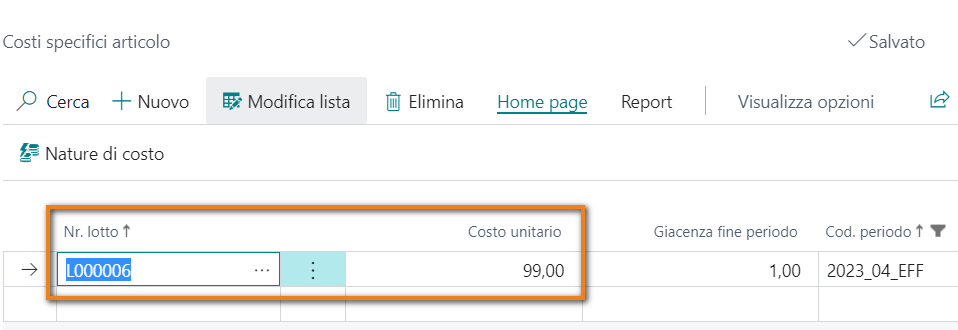 Costi specifici articolo
Salvato
Cerca Nuovo Modifica lista Elimina Home page Report Visualizza opzioni
Nature di costo
Nr. lotto ↑ Costo unitario Giacenza fine periodo Cod. periodo ↑
→ L000006 ... 99,00 1,00 2023_04_EFF